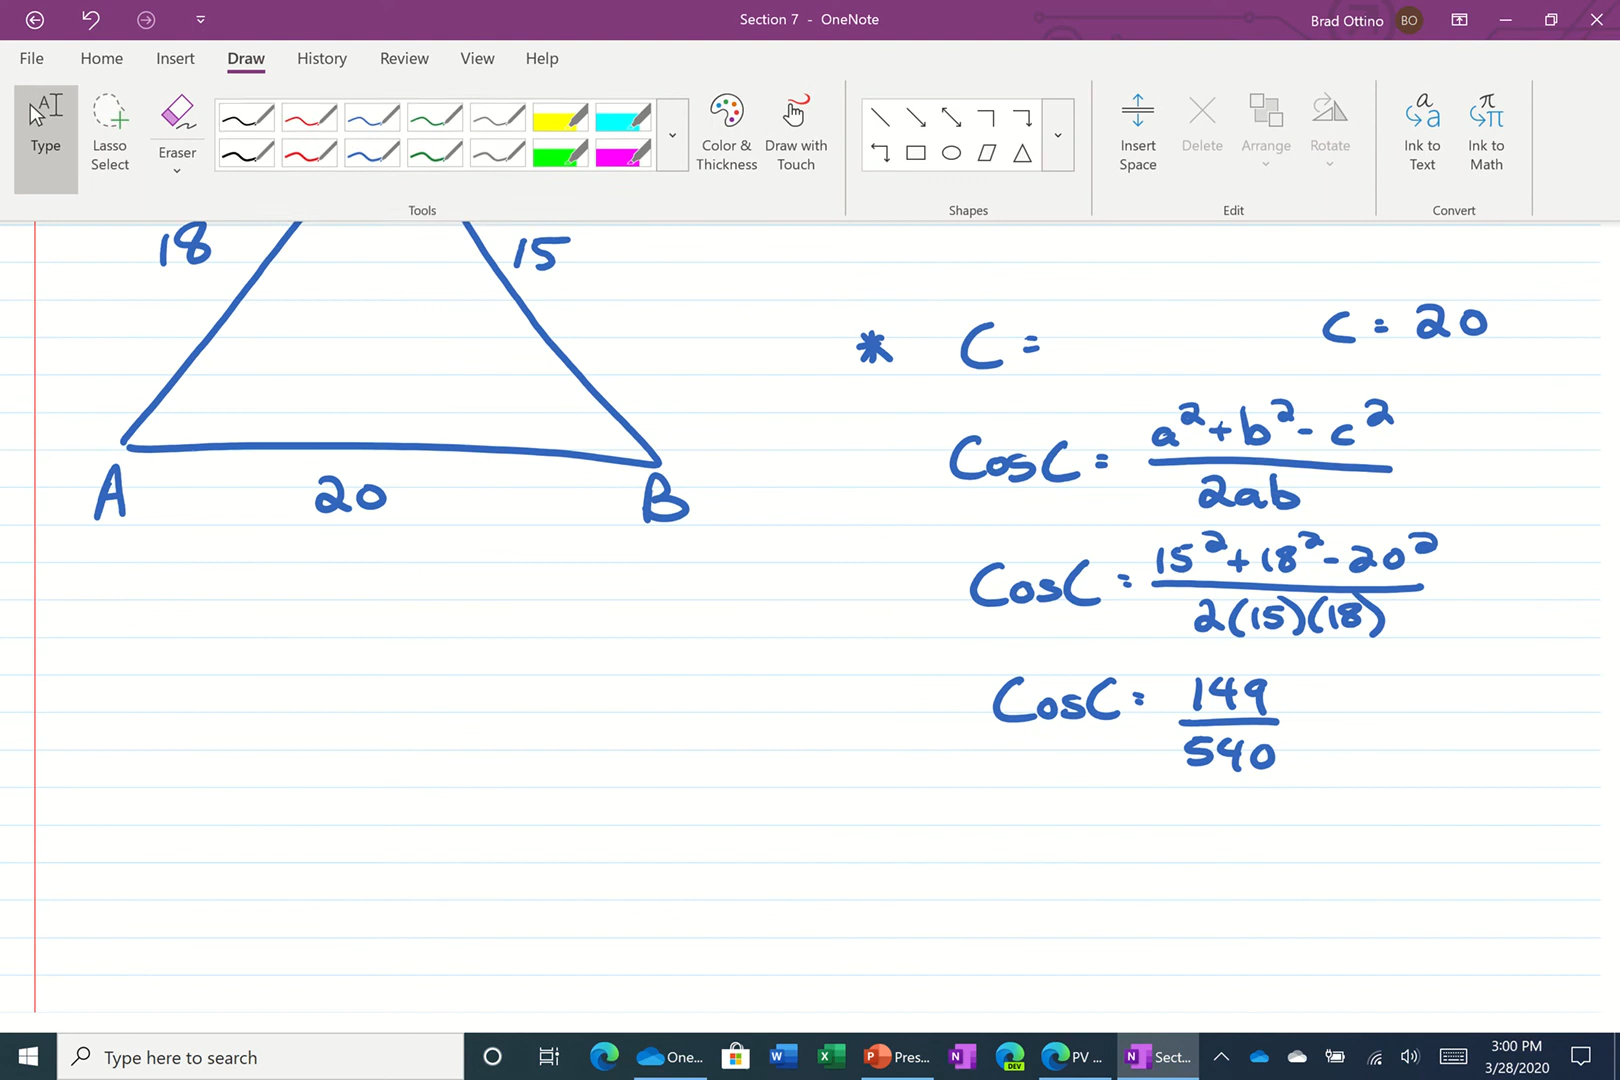 Section 7 - OneNote
Brad Ottino BO
File Home Insert Draw History Review View Help
Type
Lasso Select
Eraser
Color & Thickness
Draw with Touch
Insert Space
Delete
Arrange
Rotate
Ink to Text
Ink to Math
Tools Shapes Edit Convert
18 15
* C = c = 20
CosC = a² + b² - c² / 2ab
A 20 B
CosC = 15² + 18² - 20² / 2(15)(18)
CosC = 149 / 540
Type here to search
One...
DEV
Pres...
PV ...
Sect...
3:00 PM
3/28/2020